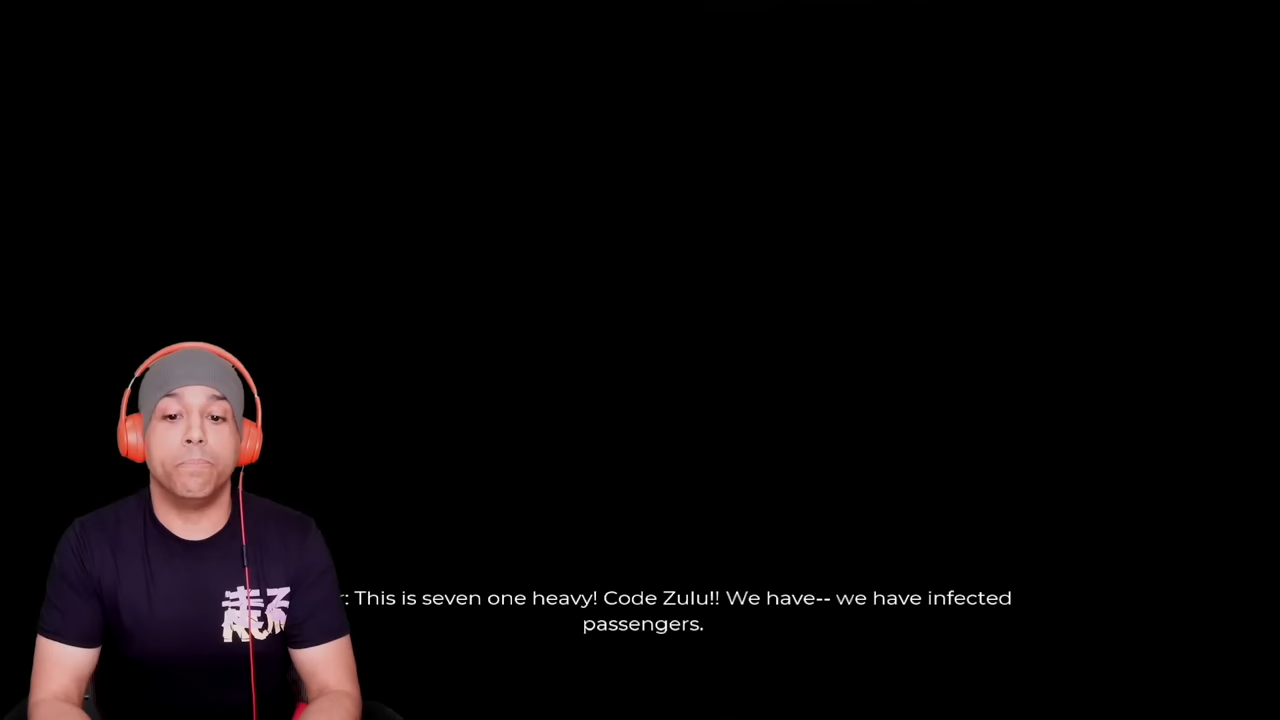 r: This is seven one heavy! Code Zulu!! We have-- we have infected
passengers.